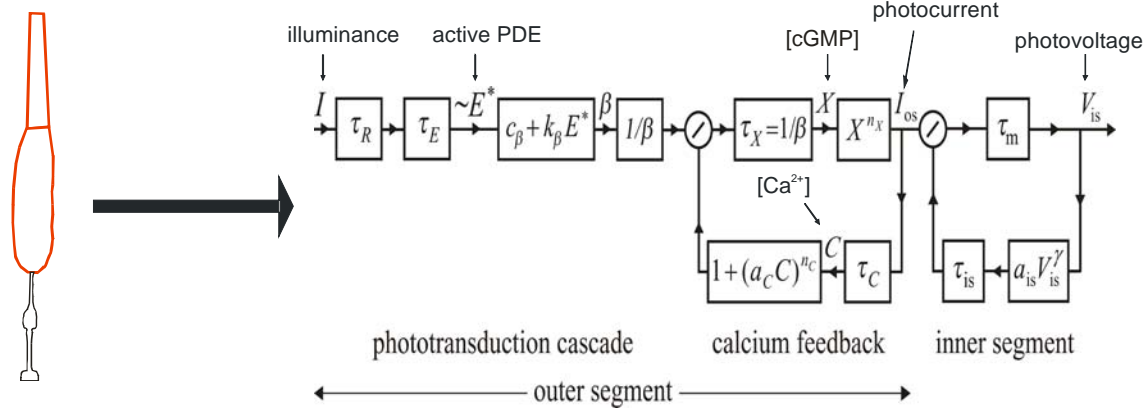 photocurrent
illuminance
active PDE
[cGMP]
photovoltage
I
τ_R
τ_E
~E*
c_β + k_β E*
β
1/β
τ_X = 1/β
X
X^{n_X}
I_os
τ_m
V_is
[Ca²⁺]
1 + (a_C C)^{n_C}
C
τ_C
τ_is
a_is V_is^γ
phototransduction cascade
calcium feedback
inner segment
outer segment